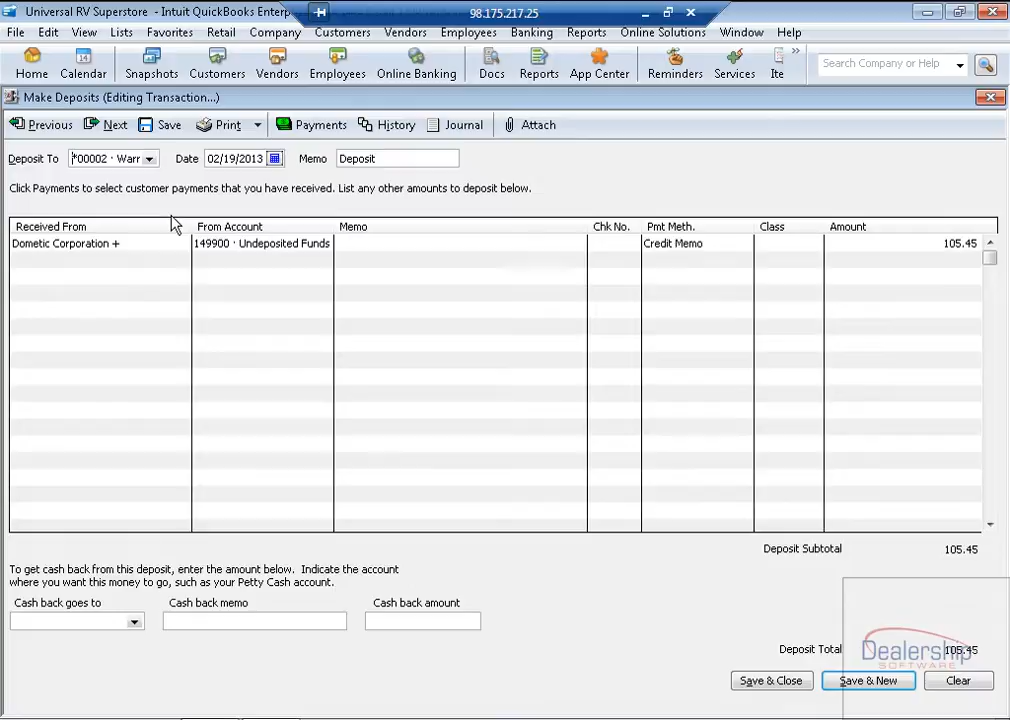 Universal RV Superstore - Intuit QuickBooks Enterp
98.175.217.25
File Edit View Lists Favorites Retail Company Customers Vendors Employees Banking Reports Online Solutions Window Help
Home Calendar Snapshots Customers Vendors Employees Online Banking Docs Reports App Center Reminders Services Ite
14
Search Company or Help
Make Deposits (Editing Transaction...)
Previous Next Save Print Payments History Journal Attach
Deposit To *00002 · Warr Date 02/19/2013 Memo Deposit
Click Payments to select customer payments that you have received. List any other amounts to deposit below.
Received From From Account Memo Chk No. Pmt Meth. Class Amount
Dometic Corporation + 149900 · Undeposited Funds Credit Memo 105.45
Deposit Subtotal 105.45
To get cash back from this deposit, enter the amount below. Indicate the account
where you want this money to go, such as your Petty Cash account.
Cash back goes to Cash back memo Cash back amount
Deposit Total 105.45
Dealership
SOFTWARE
Save & Close Save & New Clear